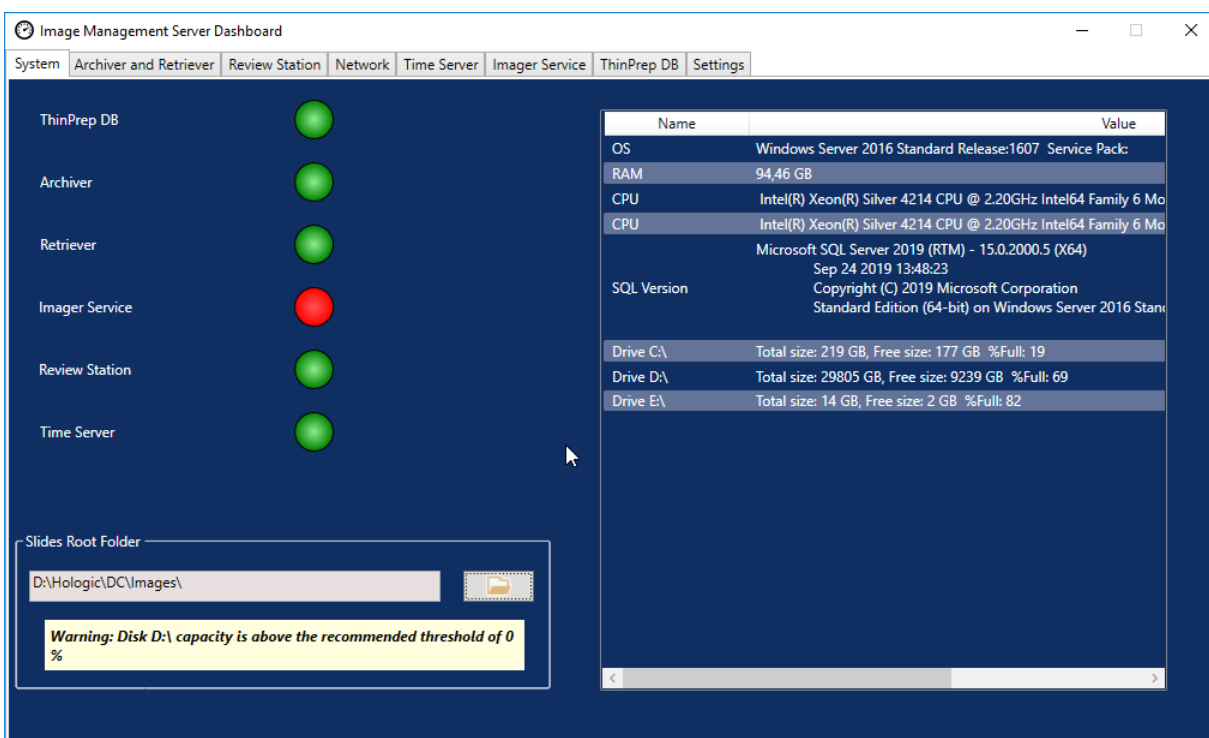 Image Management Server Dashboard
System Archiver and Retriever Review Station Network Time Server Imager Service ThinPrep DB Settings
ThinPrep DB
Archiver
Retriever
Imager Service
Review Station
Time Server
Slides Root Folder
D:\Hologic\DC\Images\
Warning: Disk D:\ capacity is above the recommended threshold of 0
%
Name Value
OS Windows Server 2016 Standard Release:1607 Service Pack:
RAM 94,46 GB
CPU Intel(R) Xeon(R) Silver 4214 CPU @ 2.20GHz Intel64 Family 6 Mo
CPU Intel(R) Xeon(R) Silver 4214 CPU @ 2.20GHz Intel64 Family 6 Mo
Microsoft SQL Server 2019 (RTM) - 15.0.2000.5 (X64)
Sep 24 2019 13:48:23
SQL Version Copyright (C) 2019 Microsoft Corporation
Standard Edition (64-bit) on Windows Server 2016 Stan
Drive C:\ Total size: 219 GB, Free size: 177 GB %Full: 19
Drive D:\ Total size: 29805 GB, Free size: 9239 GB %Full: 69
Drive E:\ Total size: 14 GB, Free size: 2 GB %Full: 82